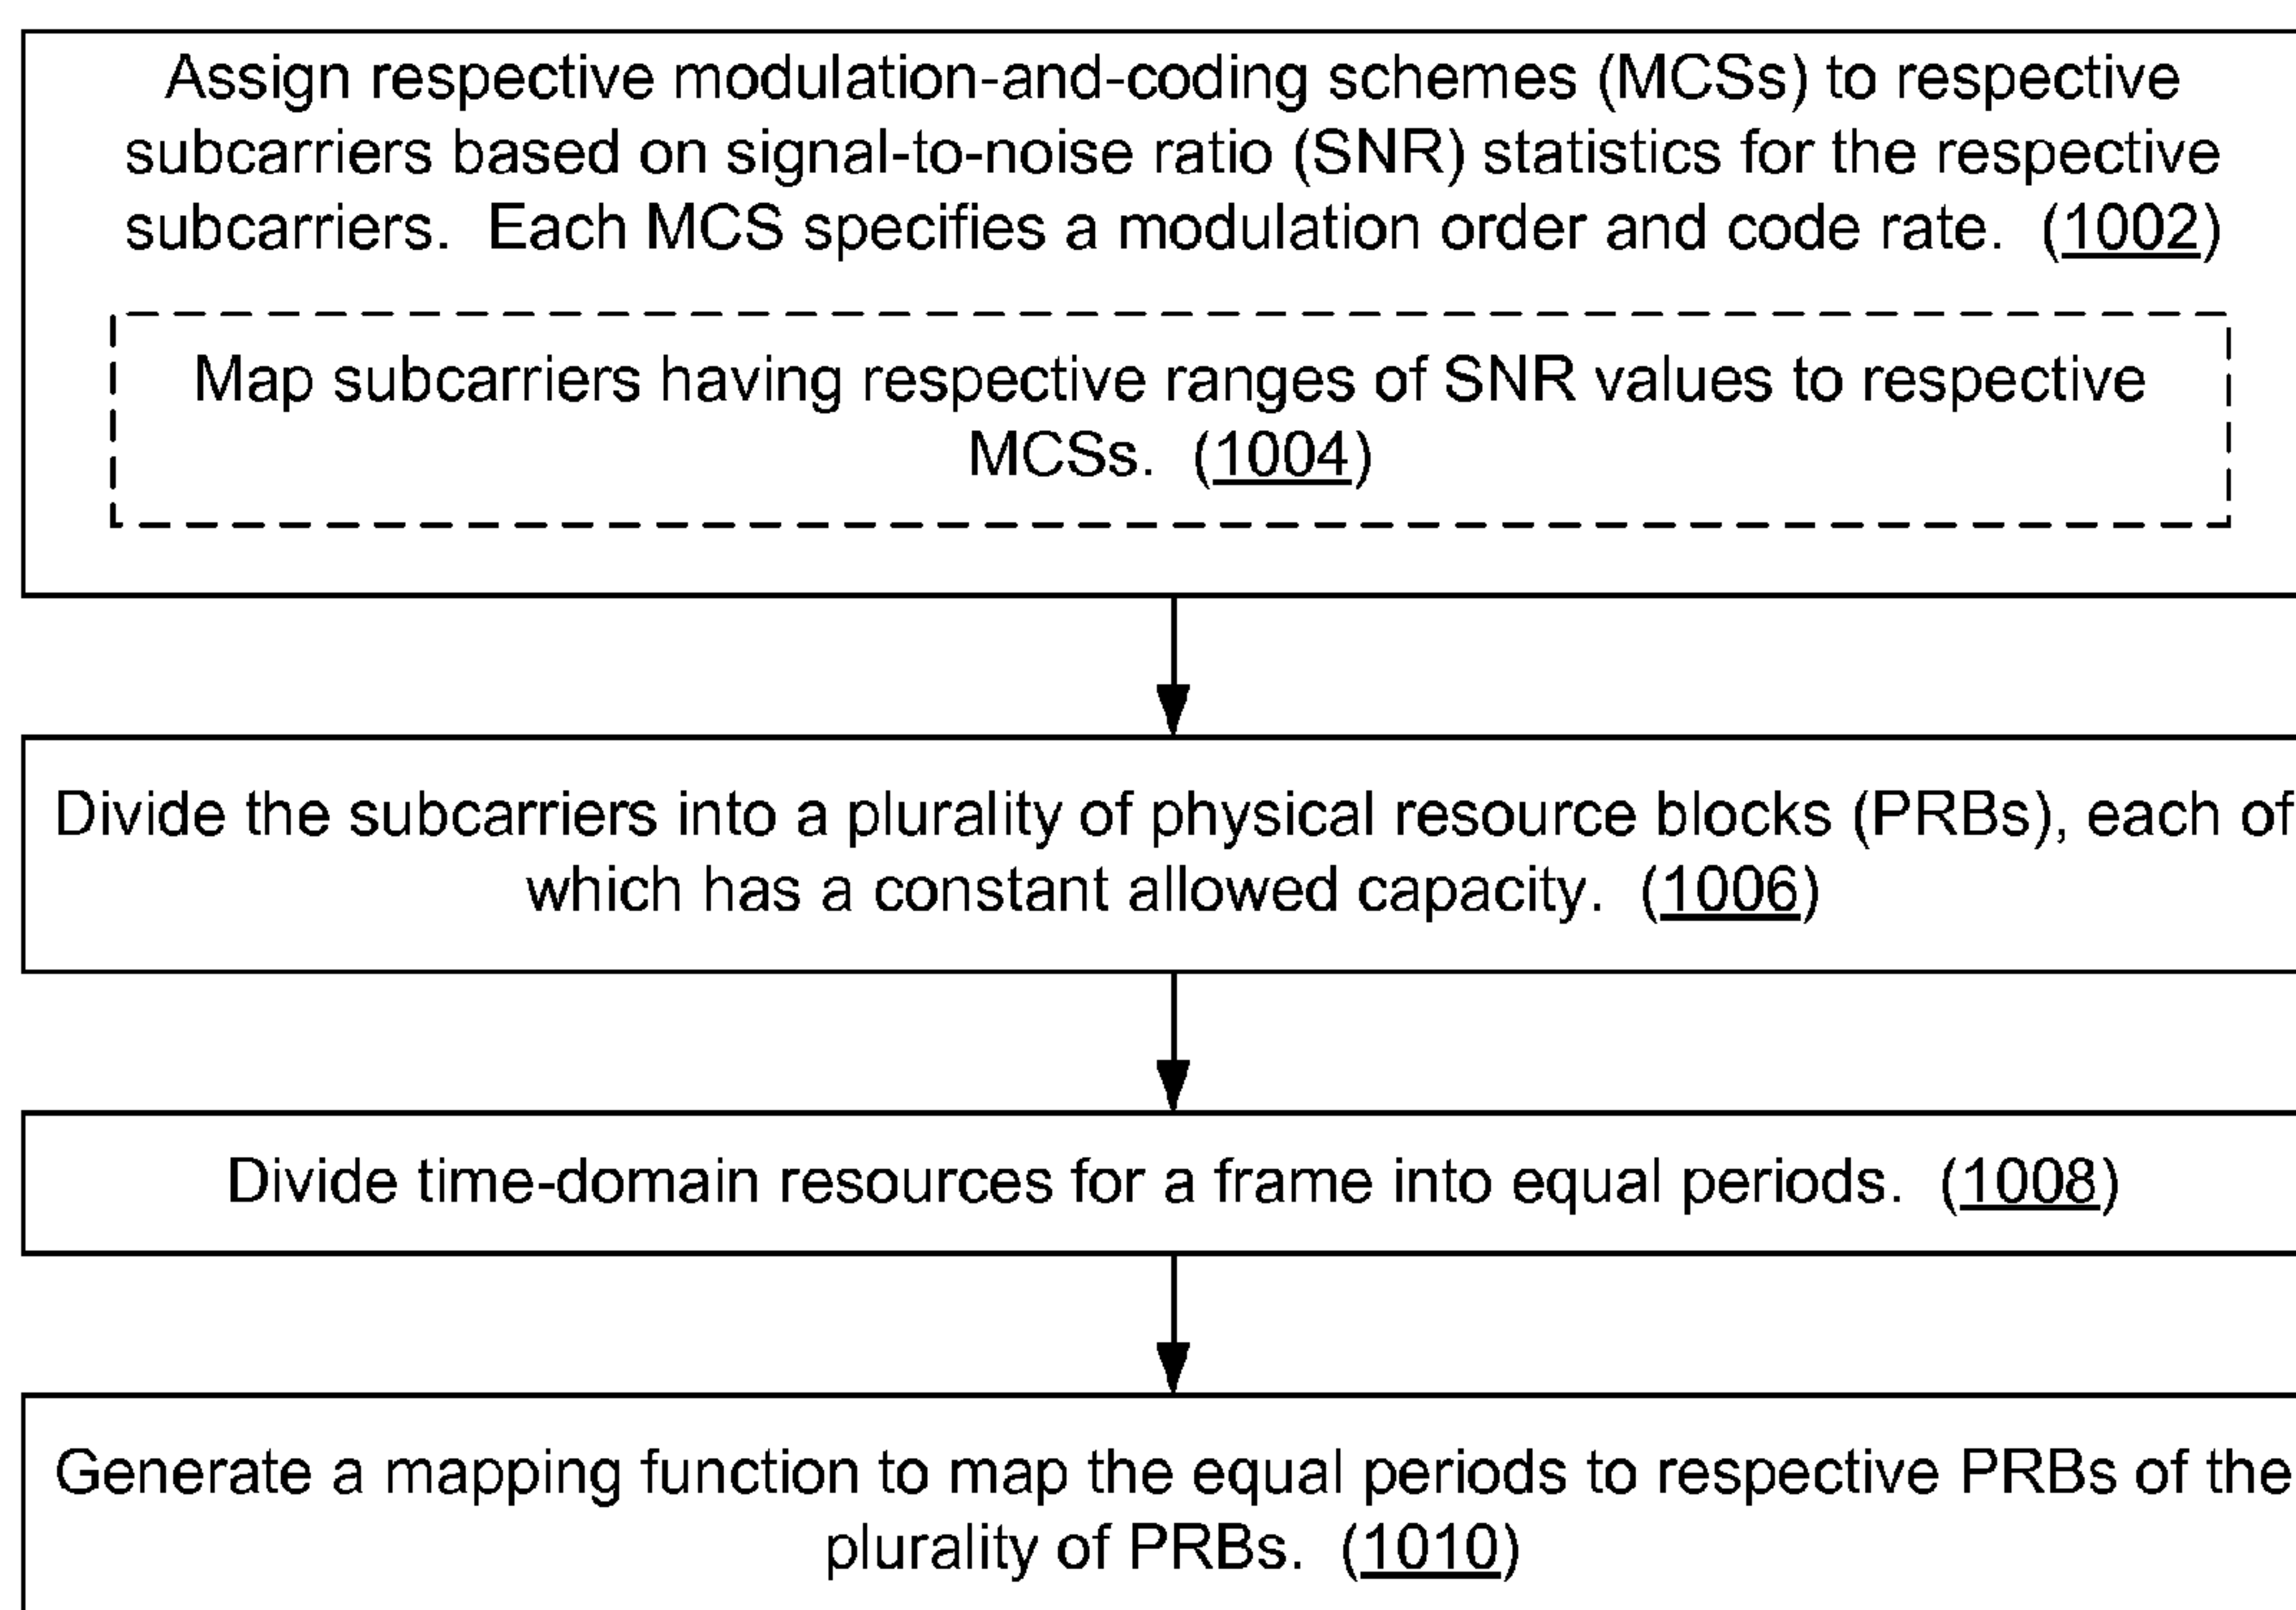 Assign respective modulation-and-coding schemes (MCSs) to respective
subcarriers based on signal-to-noise ratio (SNR) statistics for the respective
subcarriers.  Each MCS specifies a modulation order and code rate.  (1002)
Map subcarriers having respective ranges of SNR values to respective
MCSs.  (1004)
Divide the subcarriers into a plurality of physical resource blocks (PRBs), each of
which has a constant allowed capacity.  (1006)
Divide time-domain resources for a frame into equal periods.  (1008)
Generate a mapping function to map the equal periods to respective PRBs of the
plurality of PRBs.  (1010)